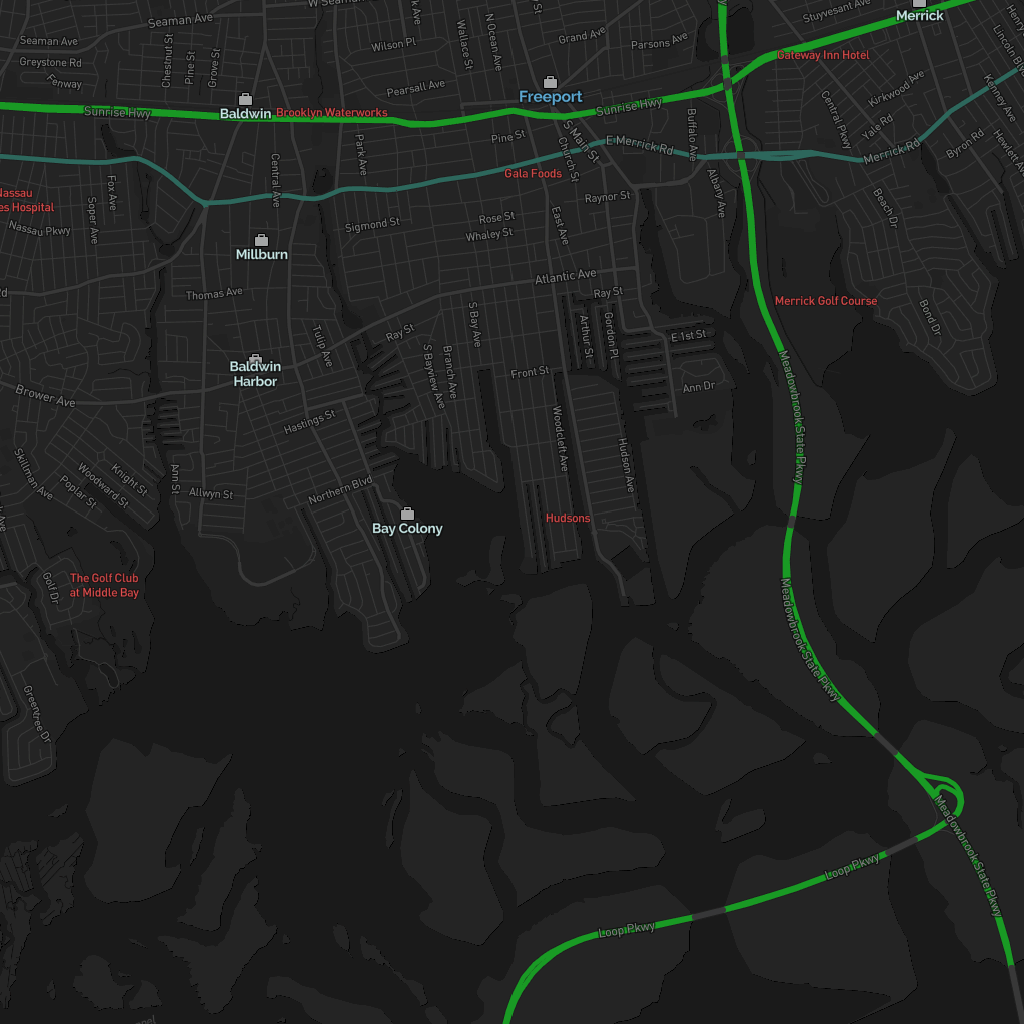 W Seaman Ave
Seaman Ave
Stuyvesant Ave
Merrick
Seaman Ave
Greystone Rd
Fenway
Chestnut St
Pine St
Grove St
Wilson Pl
Wallace St
N Ocean Ave
Grand Ave
Parsons Ave
Gateway Inn Hotel
Lincoln Blv
Kenney Ave
Pearsall Ave
Freeport
Kirkwood Ave
Central Pkwy
Yale Rd
Sunrise Hwy
Baldwin
Brooklyn Waterworks
Sunrise Hwy
Buffalo Ave
S Main St
Pine St
Church St
E Merrick Rd
Merrick Rd
Byron Rd
Hewlett Ave
Park Ave
Central Ave
Gala Foods
Albany Ave
Nassau
es Hospital
Fox Ave
Soper Ave
Raynor St
Beach Dr
Nassau Pkwy
Sigmond St
Rose St
Whaley St
East Ave
Millburn
Atlantic Ave
Thomas Ave
Ray St
Merrick Golf Course
Bond Dr
Ray St
S Bay Ave
Arthur St
Gordon Pl
E 1st St
Tulip Ave
Baldwin
Harbor
S Bayview Ave
Branch Ave
Front St
Ann Dr
Meadowbrook State Pkwy
Brower Ave
Hastings St
Woodcleft Ave
Hudson Ave
Skillman Ave
Woodward St
Knight St
Poplar St
Ann St
Allwyn St
Northern Blvd
Bay Colony
Hudsons
The Golf Club
at Middle Bay
Golf Dr
Meadowbrook State Pkwy
Greentree Dr
Meadowbrook State Pkwy
Loop Pkwy
Loop Pkwy